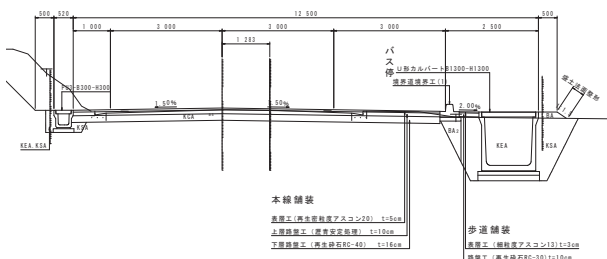 500 520 12 500 500
1 000 3 000 3 000 3 000 2 500
1 283
バス停
U形カルバートB1300-H1300
境界道境界工(1)
PU3-B300-H300
盛土法面整形
1.50%
1.50%
2.00%
KCA
KSA
BA
BA
KEA
KSA
KEA.KSA
本線舗装
表層工(再生密粒度アスコン20) t=5cm
上層路盤工 (瀝青安定処理) t=10cm
下層路盤工 (再生砕石RC-40) t=16cm
歩道舗装
表層工 (細粒度アスコン13)t=3cm
路盤工 (再生砕石RC-30)t=10cm